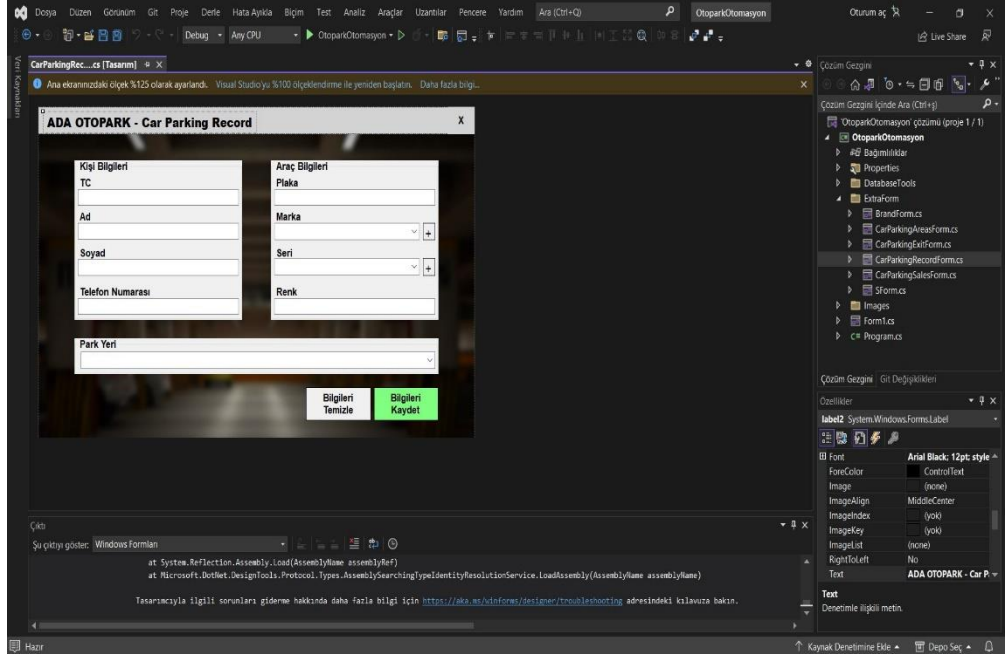 Dosya Düzen Görünüm Git Proje Derle Hata Ayıkla Biçim Test Analiz Araçlar Uzantılar Pencere Yardım Ara (Ctrl+Q) OtoparkOtomasyon Oturum aç
Debug Any CPU OtoparkOtomasyon Live Share
Veri Kaynakları
CarParkingRec....cs [Tasarım]
Ana ekranınızdaki ölçek %125 olarak ayarlandı. Visual Studio'yu %100 ölçeklendirme ile yeniden başlatın. Daha fazla bilgi...
ADA OTOPARK - Car Parking Record X
Kişi Bilgileri
TC
Ad
Soyad
Telefon Numarası
Araç Bilgileri
Plaka
Marka
+
Seri
+
Renk
Park Yeri
Bilgileri Temizle
Bilgileri Kaydet
Çıktı
Şu çıktıyı göster: Windows Formları
at System.Reflection.Assembly.Load(AssemblyName assemblyRef)
at Microsoft.DotNet.DesignTools.Protocol.Types.AssemblySearchingTypeIdentityResolutionService.LoadAssembly(AssemblyName assemblyName)
Tasarımcıyla ilgili sorunları giderme hakkında daha fazla bilgi için https://aka.ms/winforms/designer/troubleshooting adresindeki kılavuza bakın.
Çözüm Gezgini
Çözüm Gezgini İçinde Ara (Ctrl+ş)
'OtoparkOtomasyon' çözümü (proje 1 / 1)
OtoparkOtomasyon
Bağımlılıklar
Properties
DatabaseTools
ExtraForm
BrandForm.cs
CarParkingAreasForm.cs
CarParkingExitForm.cs
CarParkingRecordForm.cs
CarParkingSalesForm.cs
SForm.cs
Images
Form1.cs
C# Program.cs
Çözüm Gezgini Git Değişiklikleri
Özellikler
label2 System.Windows.Forms.Label
Font Arial Black; 12pt; style
ForeColor ControlText
Image (none)
ImageAlign MiddleCenter
ImageIndex (yok)
ImageKey (yok)
ImageList (none)
RightToLeft No
Text ADA OTOPARK - Car P
Text
Denetimle ilişkili metin.
Hazır Kaynak Denetimine Ekle Depo Seç